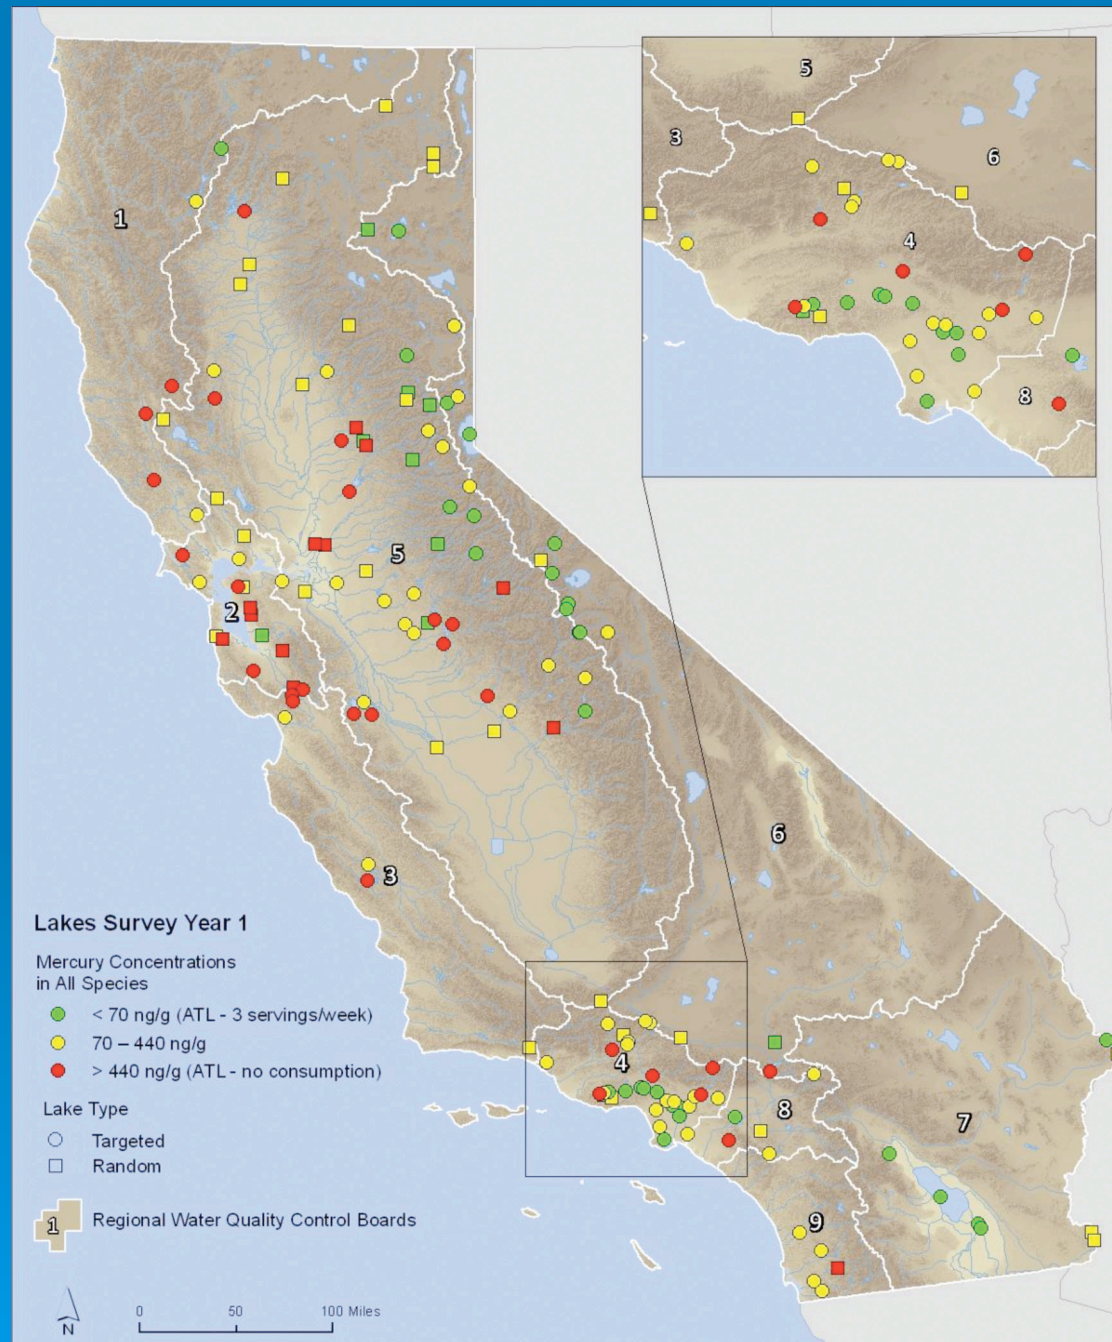 5
3
6
4
8
1
5
2
6
3
4
8
7
9
Lakes Survey Year 1
Mercury Concentrations
in All Species
< 70 ng/g (ATL - 3 servings/week)
70 – 440 ng/g
> 440 ng/g (ATL - no consumption)
Lake Type
Targeted
Random
1 Regional Water Quality Control Boards
N
0 50 100 Miles